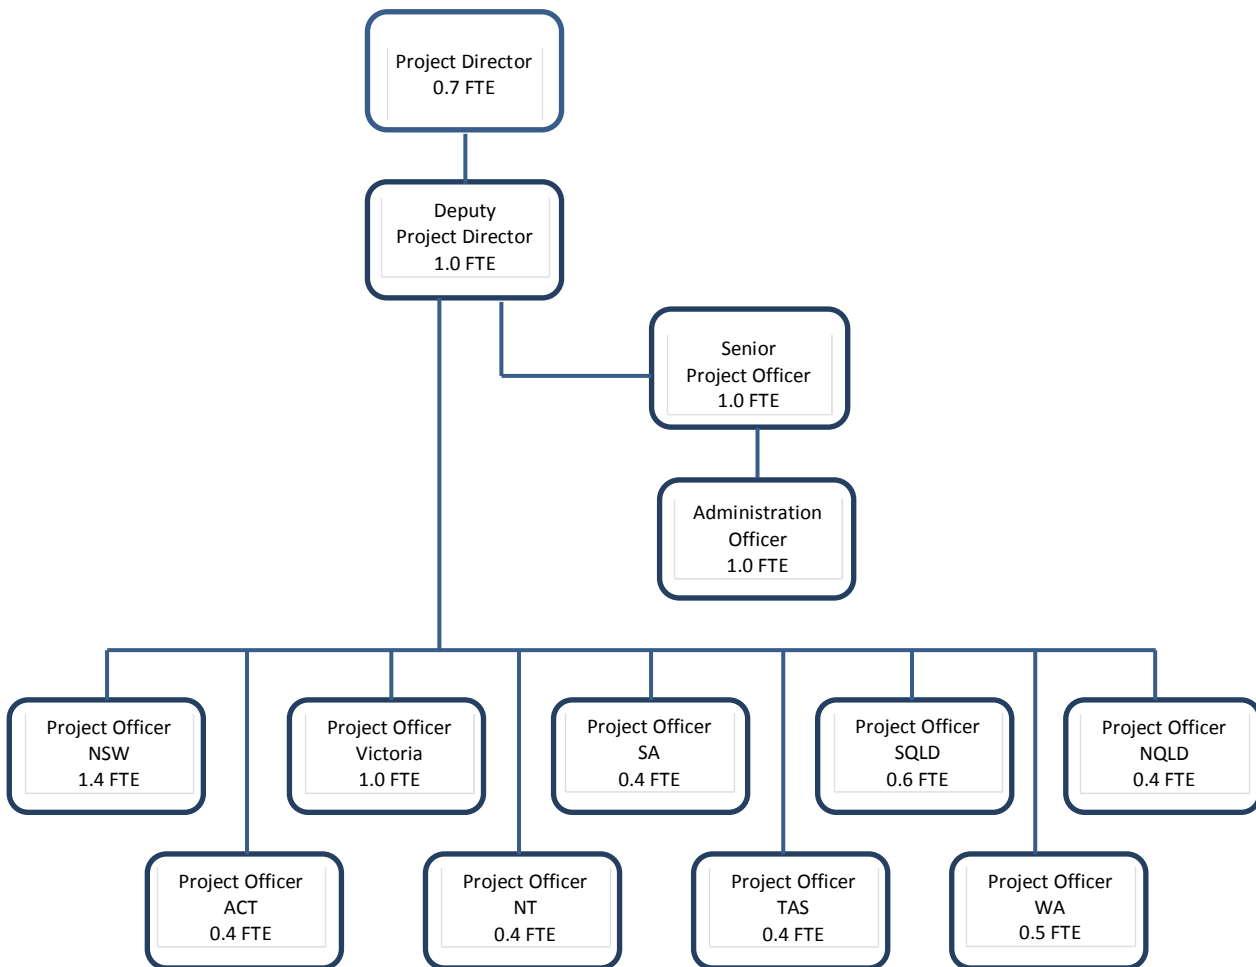 Project Director
0.7 FTE
Deputy
Project Director
1.0 FTE
Senior
Project Officer
1.0 FTE
Administration
Officer
1.0 FTE
Project Officer
NSW
1.4 FTE
Project Officer
Victoria
1.0 FTE
Project Officer
SA
0.4 FTE
Project Officer
SQLD
0.6 FTE
Project Officer
NQLD
0.4 FTE
Project Officer
ACT
0.4 FTE
Project Officer
NT
0.4 FTE
Project Officer
TAS
0.4 FTE
Project Officer
WA
0.5 FTE